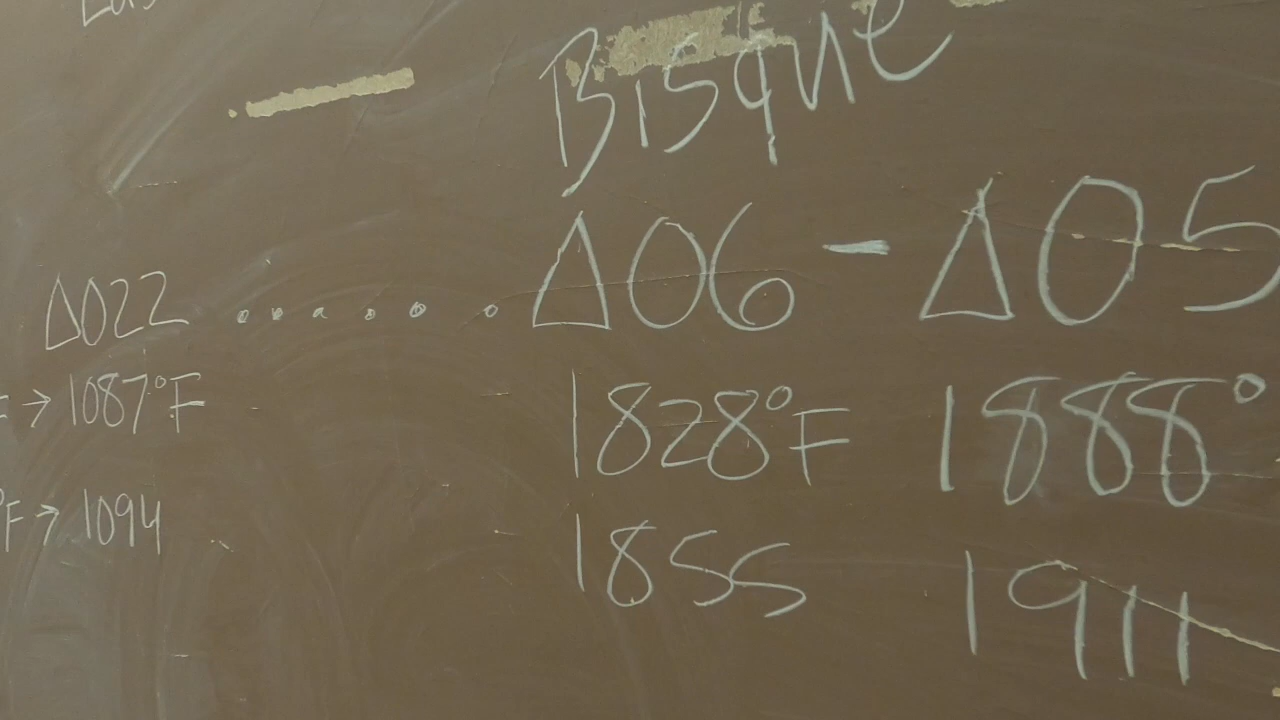 Bisque
Δ022 ...... Δ06 - Δ05
F → 1087°F 1828°F 1888°
°F → 1094 1855 1911